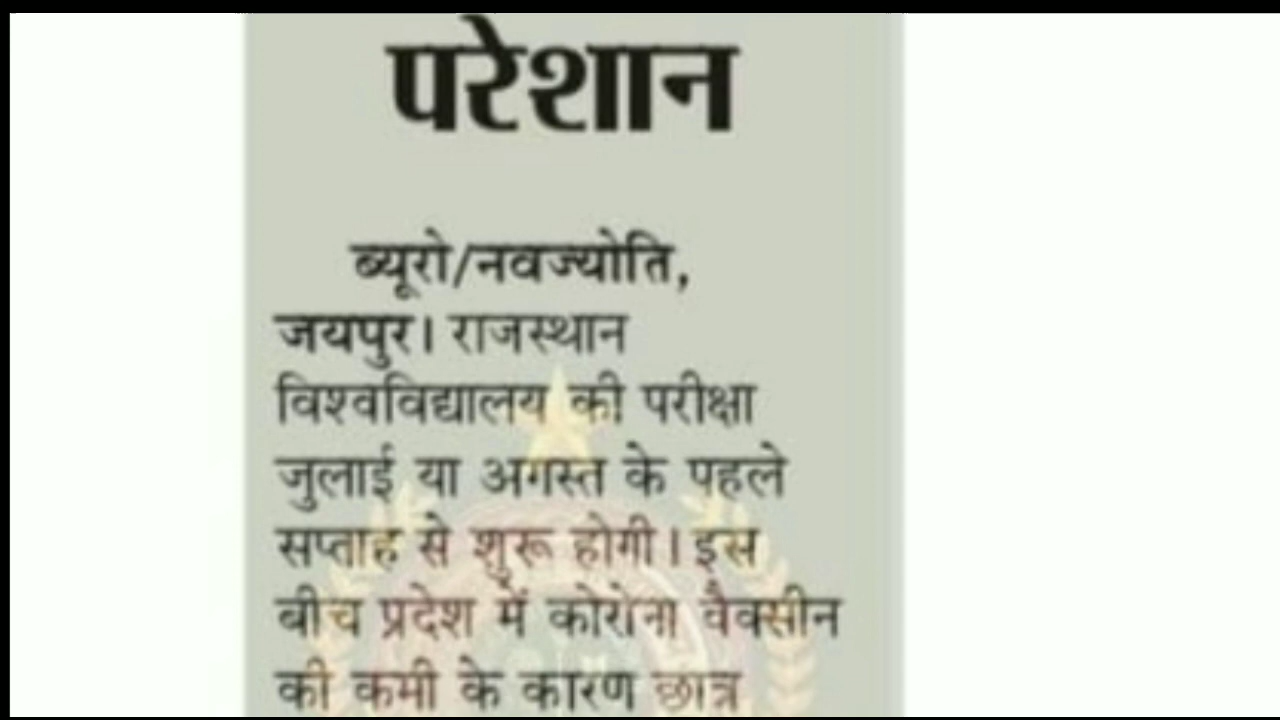 परेशान
ब्यूरो/नवज्योति,
जयपुर। राजस्थान
विश्वविद्यालय की परीक्षा
जुलाई या अगस्त के पहले
सप्ताह से शुरू होगी। इस
बीच प्रदेश में कोरोना वैक्सीन
की कमी के कारण छात्र